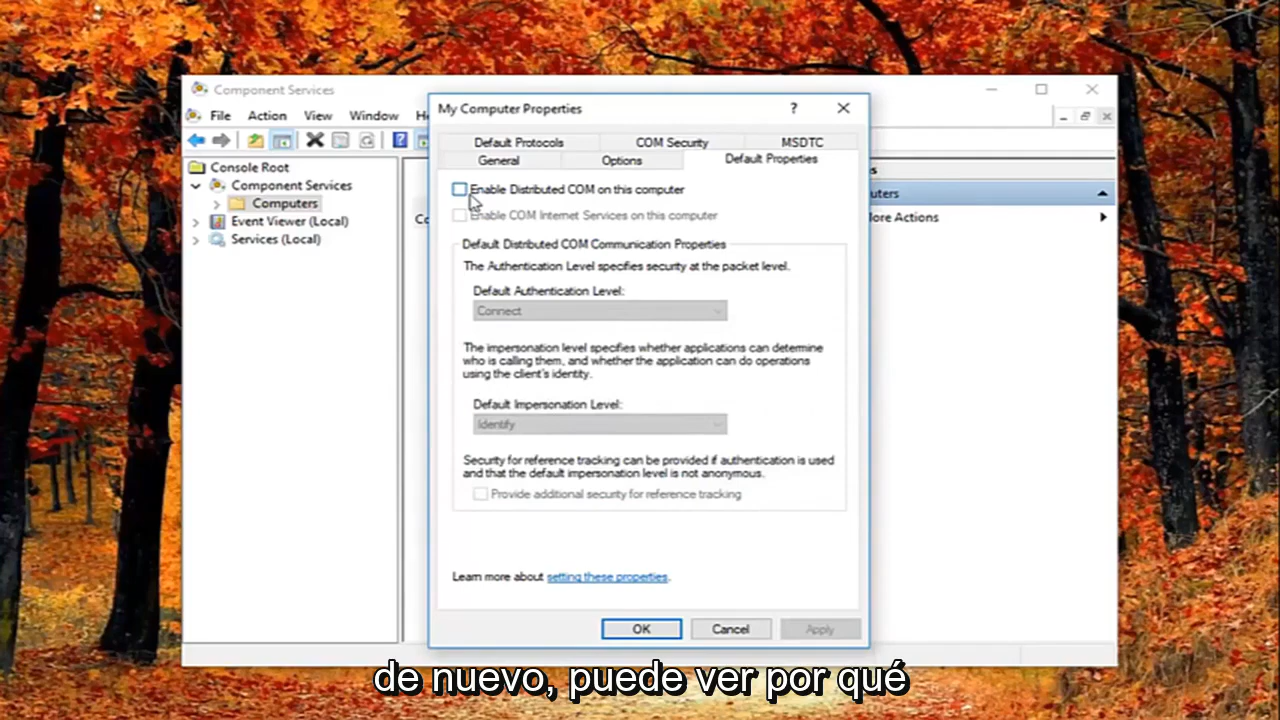 Component Services
File Action View Window
My Computer Properties
?
Default Protocols COM Security MSDTC
General Options Default Properties
Console Root
Component Services
Computers
Event Viewer (Local)
Services (Local)
Enable Distributed COM on this computer
Enable COM Internet Services on this computer
Default Distributed COM Communication Properties
The Authentication Level specifies security at the packet level.
Default Authentication Level:
Connect
The impersonation level specifies whether applications can determine
who is calling them, and whether the application can do operations
using the client's identity.
Default Impersonation Level:
Identify
Security for reference tracking can be provided if authentication is used
and that the default impersonation level is not anonymous.
Provide additional security for reference tracking
Learn more about setting these properties.
OK Cancel Apply
de nuevo, puede ver por qué